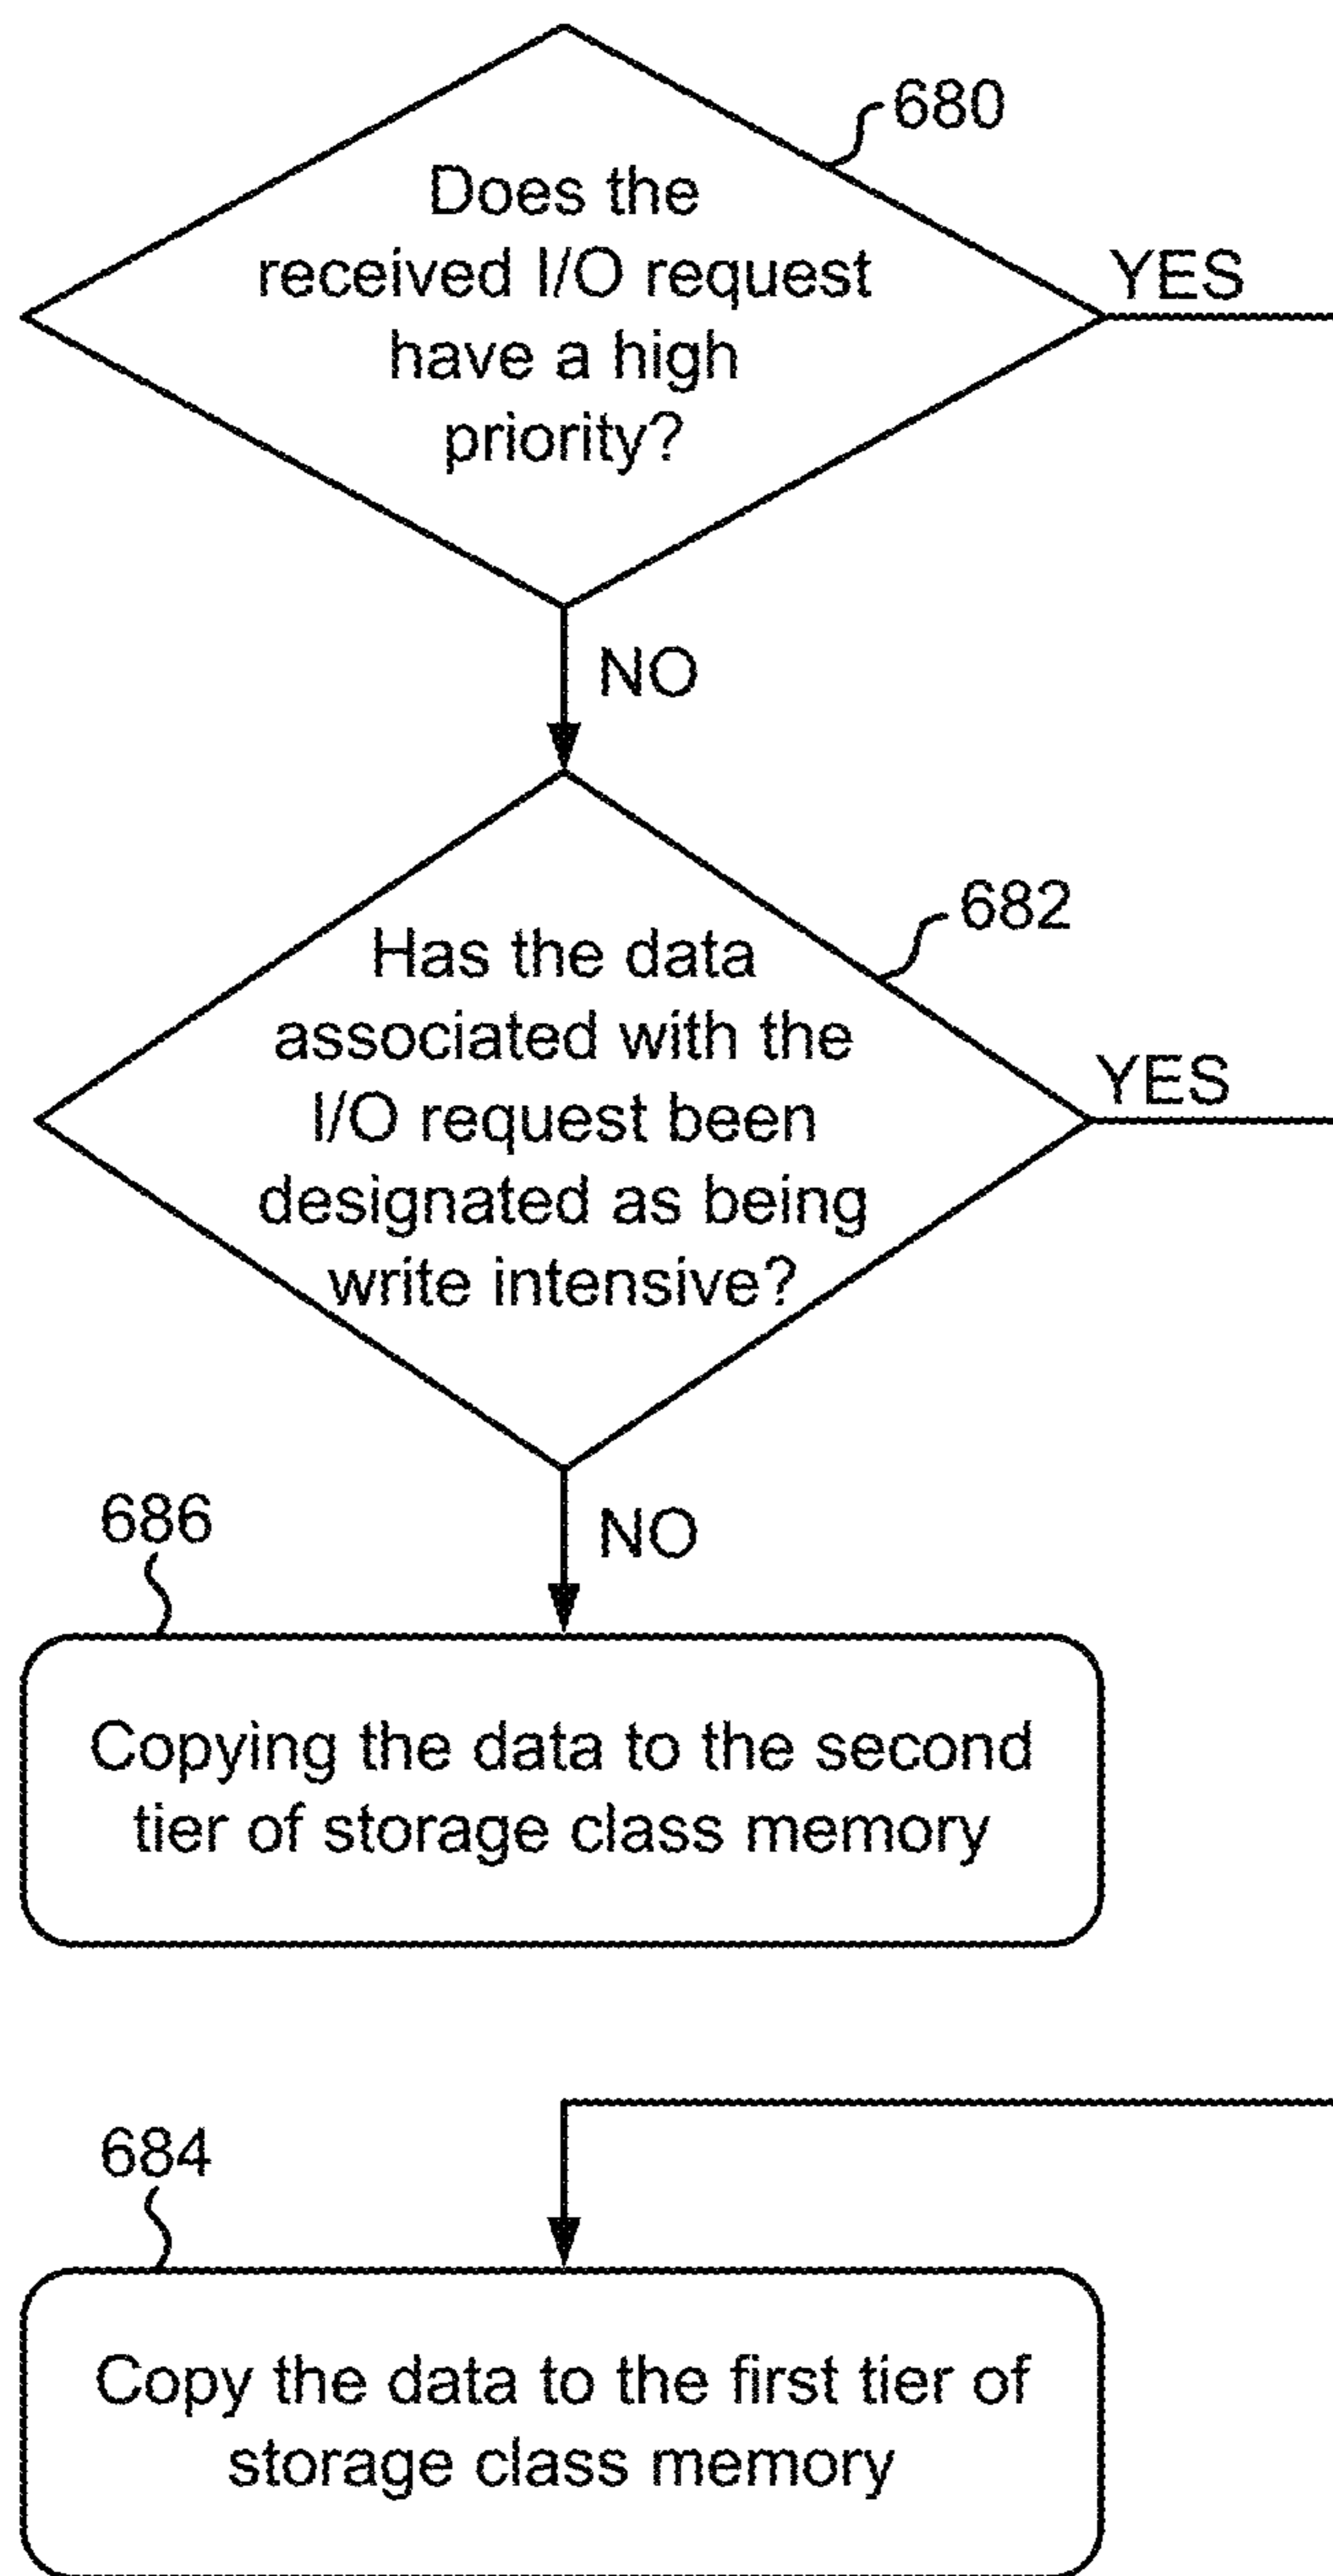 680
Does the
received I/O request
have a high
priority?
YES
NO
682
Has the data
associated with the
I/O request been
designated as being
write intensive?
YES
NO
686
Copying the data to the second
tier of storage class memory
684
Copy the data to the first tier of
storage class memory